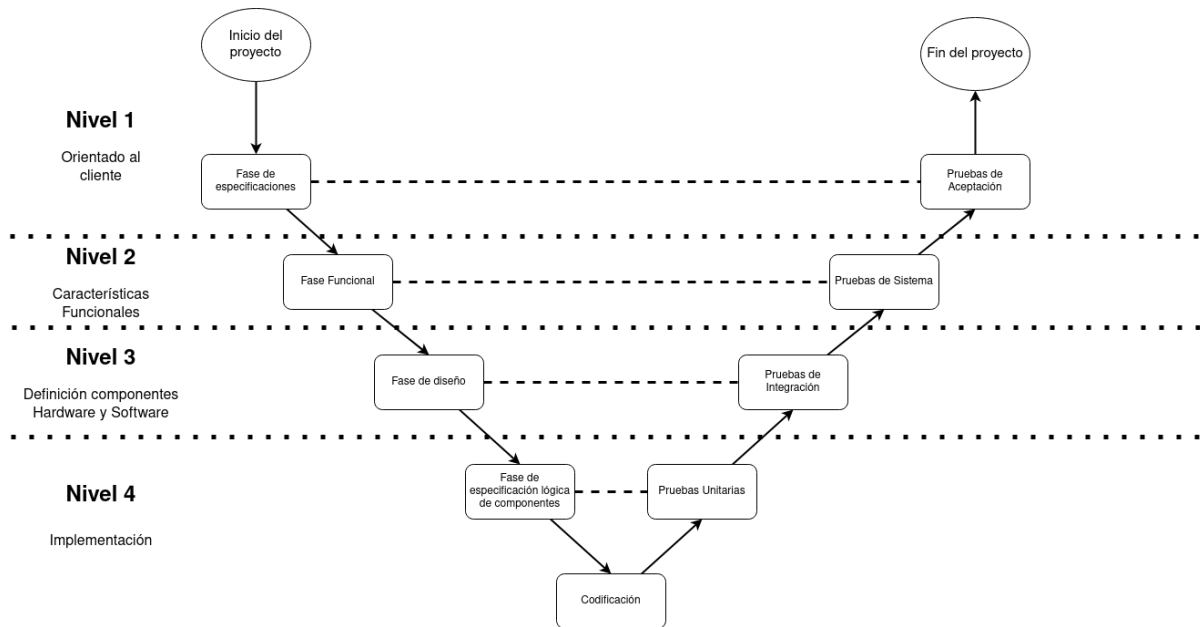 Inicio del
proyecto
Fin del proyecto
Nivel 1
Orientado al
cliente
Fase de
especificaciones
Pruebas de
Aceptación
Nivel 2
Características
Funcionales
Fase Funcional
Pruebas de Sistema
Nivel 3
Definición componentes
Hardware y Software
Fase de diseño
Pruebas de
Integración
Nivel 4
Implementación
Fase de
especificación lógica
de componentes
Pruebas Unitarias
Codificación